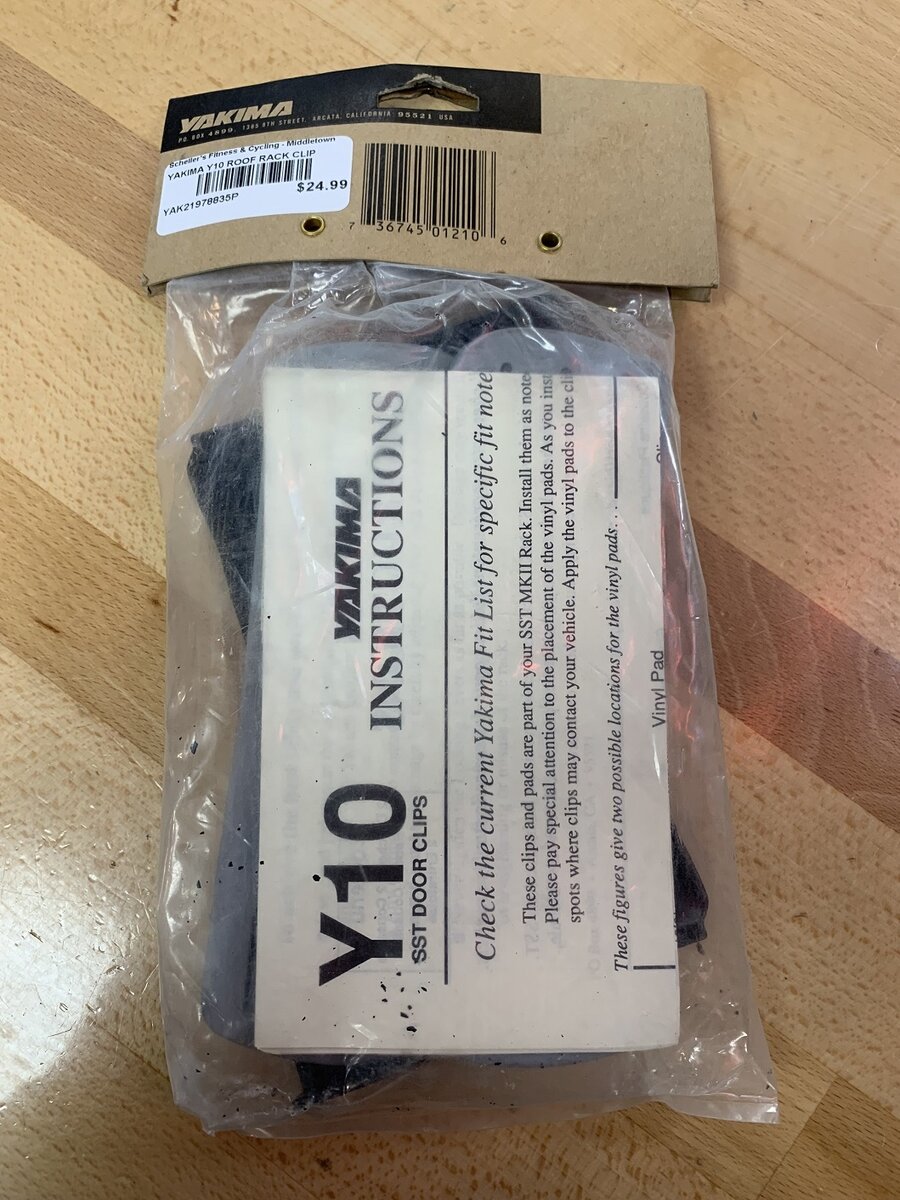 YAKIMA
P.O. BOX 4899, 1385 8TH STREET, ARCATA, CALIFORNIA 95521 USA
Scheller's Fitness & Cycling - Middletown
YAKIMA Y10 ROOF RACK CLIP
$24.99
YAK21978835P
7 36745 01210 6
Y10 YAKIMA
SST DOOR CLIPS INSTRUCTIONS
Check the current Yakima Fit List for specific fit note
These clips and pads are part of your SST MKII Rack. Install them as note
Please pay special attention to the placement of the vinyl pads. As you inst
spots where clips may contact your vehicle. Apply the vinyl pads to the clip
These figures give two possible locations for the vinyl pads . . .
Vinyl Pad